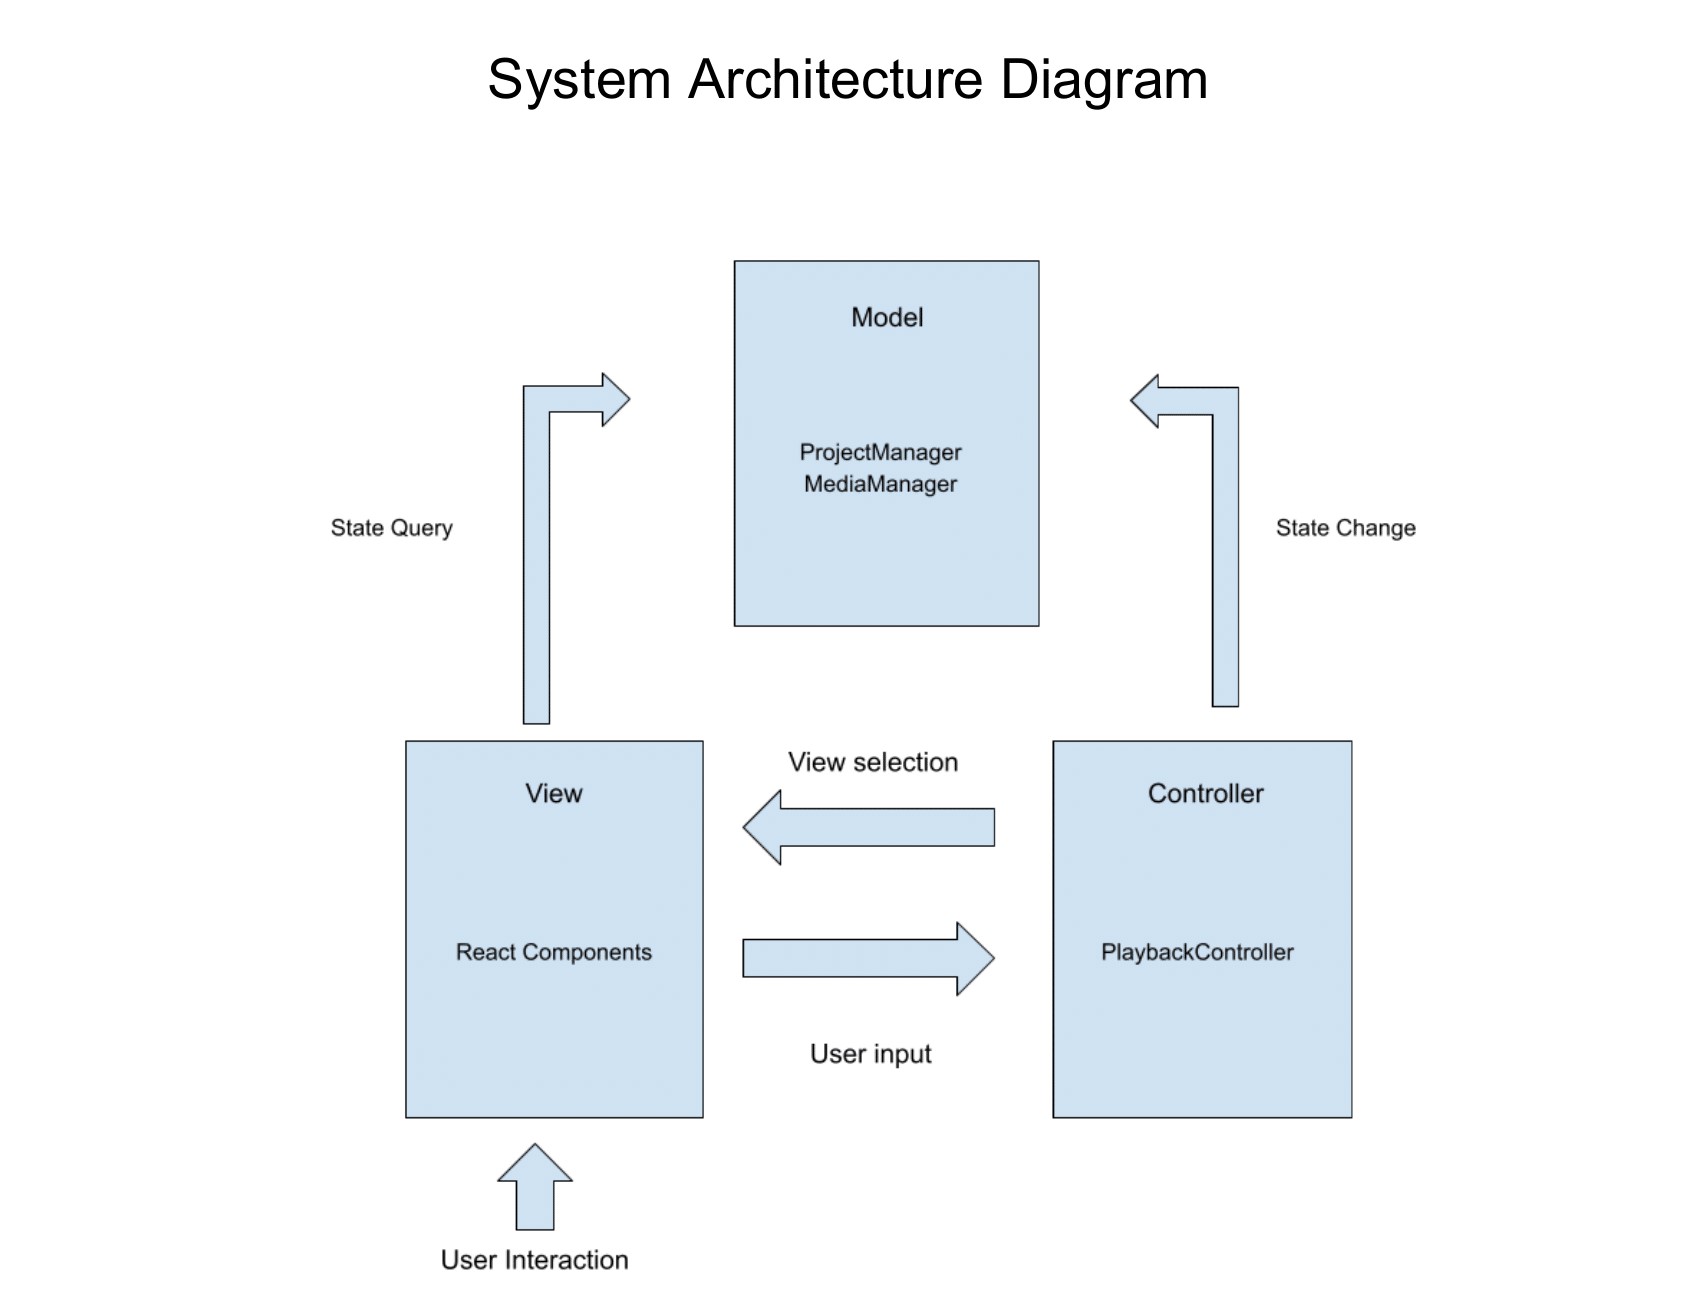 System Architecture Diagram
Model
ProjectManager
MediaManager
State Query
State Change
View selection
View
Controller
React Components
PlaybackController
User input
User Interaction